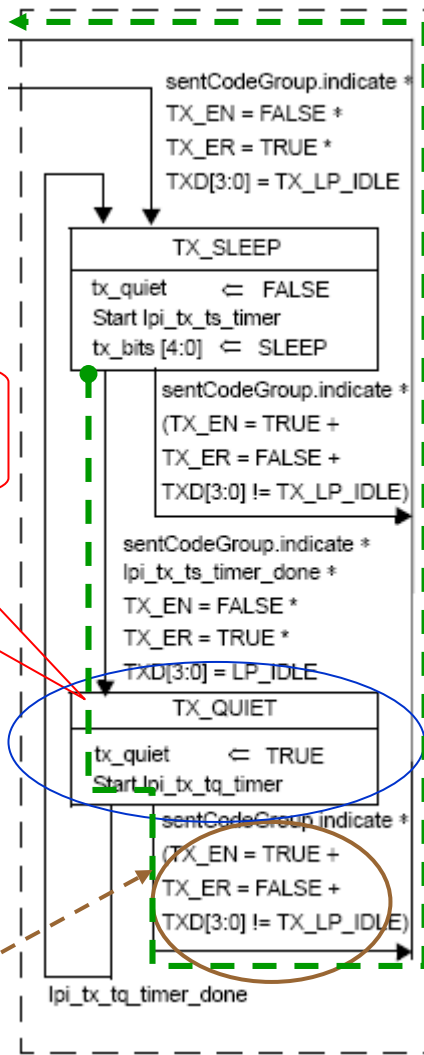 sentCodeGroup.indicate *
TX_EN = FALSE *
TX_ER = TRUE *
TXD[3:0] = TX_LP_IDLE
TX_SLEEP
tx_quiet ⇐ FALSE
Start lpi_tx_ts_timer
tx_bits [4:0] ⇐ SLEEP
sentCodeGroup.indicate *
(TX_EN = TRUE +
TX_ER = FALSE +
TXD[3:0] != TX_LP_IDLE)
sentCodeGroup.indicate *
lpi_tx_ts_timer_done *
TX_EN = FALSE *
TX_ER = TRUE *
TXD[3:0] = LP_IDLE
TX_QUIET
tx_quiet ⇐ TRUE
Start lpi_tx_tq_timer
sentCodeGroup.indicate *
(TX_EN = TRUE +
TX_ER = FALSE +
TXD[3:0] != TX_LP_IDLE)
lpi_tx_tq_timer_done